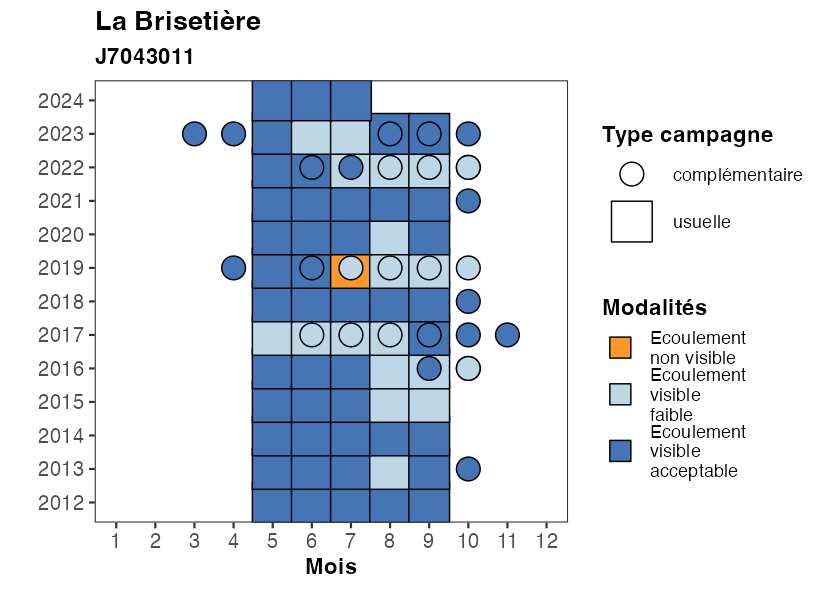 La Brisetière
J7043011
2024
2023
2022
2021
2020
2019
2018
2017
2016
2015
2014
2013
2012
1 2 3 4 5 6 7 8 9 10 11 12
Mois
Type campagne
complémentaire
usuelle
Modalités
Ecoulement
non visible
Ecoulement
visible
faible
Ecoulement
visible
acceptable